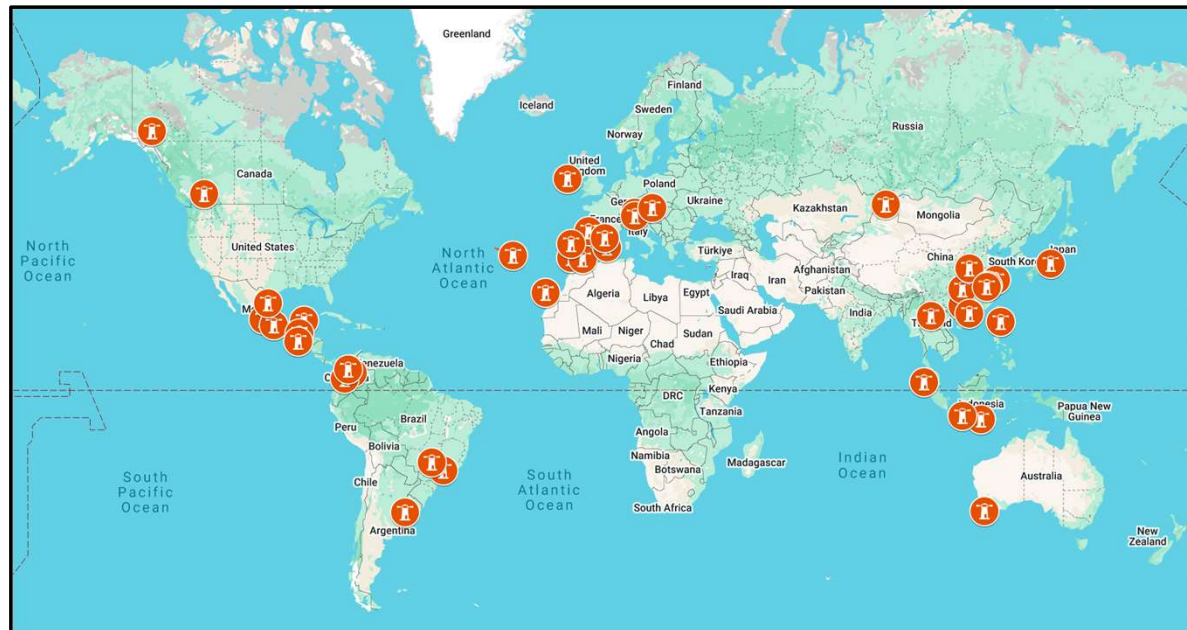 Greenland
Iceland
Finland
Sweden
Norway
Russia
Canada
United
Kingdom
Poland
Ukraine
France
Italy
Kazakhstan
Mongolia
North
Pacific
Ocean
United States
North
Atlantic
Ocean
Türkiye
China
South
Japan
Iraq
Iran
Afghanistan
Pakistan
Algeria
Libya
Egypt
Saudi Arabia
India
Mali
Niger
Sudan
Chad
Nigeria
Ethiopia
Kenya
DRC
Tanzania
Papua New
Guinea
Brazil
Peru
Bolivia
Angola
Namibia
Botswana
Madagascar
Indian
Ocean
South
Pacific
Ocean
Chile
South
Atlantic
Ocean
South Africa
Argentina
Australia
New
Zealand